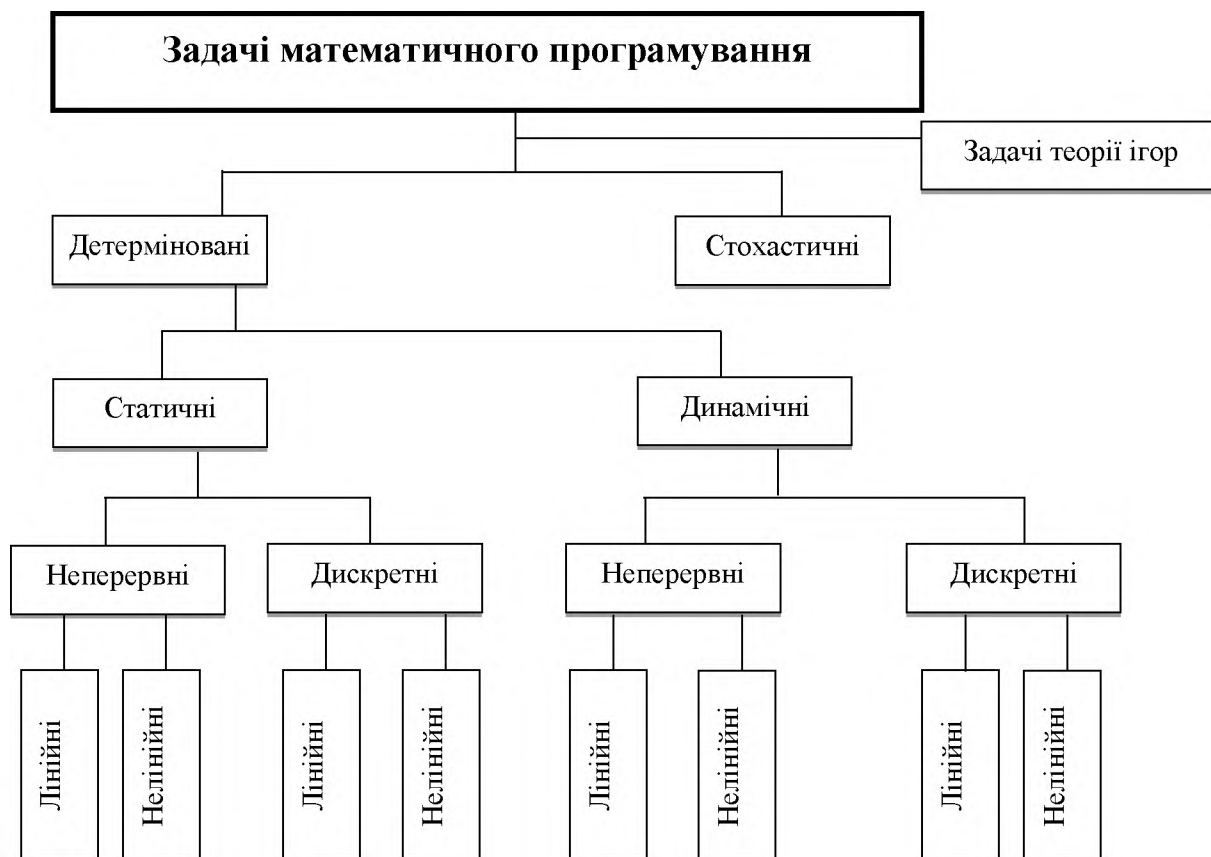 Задачі математичного програмування
Задачі теорії ігор
Детерміновані
Стохастичні
Статичні
Динамічні
Неперервні
Дискретні
Неперервні
Дискретні
Лінійні
Нелінійні
Лінійні
Нелінійні
Лінійні
Нелінійні
Лінійні
Нелінійні